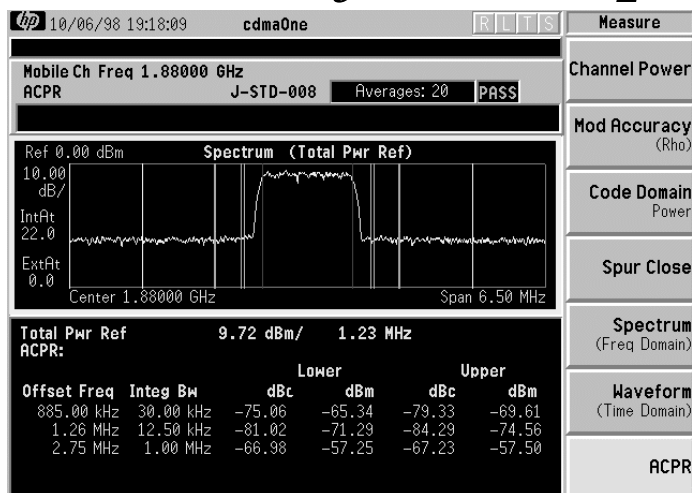 hp 10/06/98 19:18:09 cdmaOne R L T S
Measure
Mobile Ch Freq 1.88000 GHz
ACPR J-STD-008 Averages: 20 PASS
Ref 0.00 dBm Spectrum (Total Pwr Ref)
10.00
dB/
IntAt
22.0
ExtAt
0.0
Center 1.88000 GHz Span 6.50 MHz
Total Pwr Ref 9.72 dBm/ 1.23 MHz
ACPR:
Lower Upper
Offset Freq Integ Bw dBc dBm dBc dBm
885.00 kHz 30.00 kHz -75.06 -65.34 -79.33 -69.61
1.26 MHz 12.50 kHz -81.02 -71.29 -84.29 -74.56
2.75 MHz 1.00 MHz -66.98 -57.25 -67.23 -57.50
Channel Power
Mod Accuracy
(Rho)
Code Domain
Power
Spur Close
Spectrum
(Freq Domain)
Waveform
(Time Domain)
ACPR